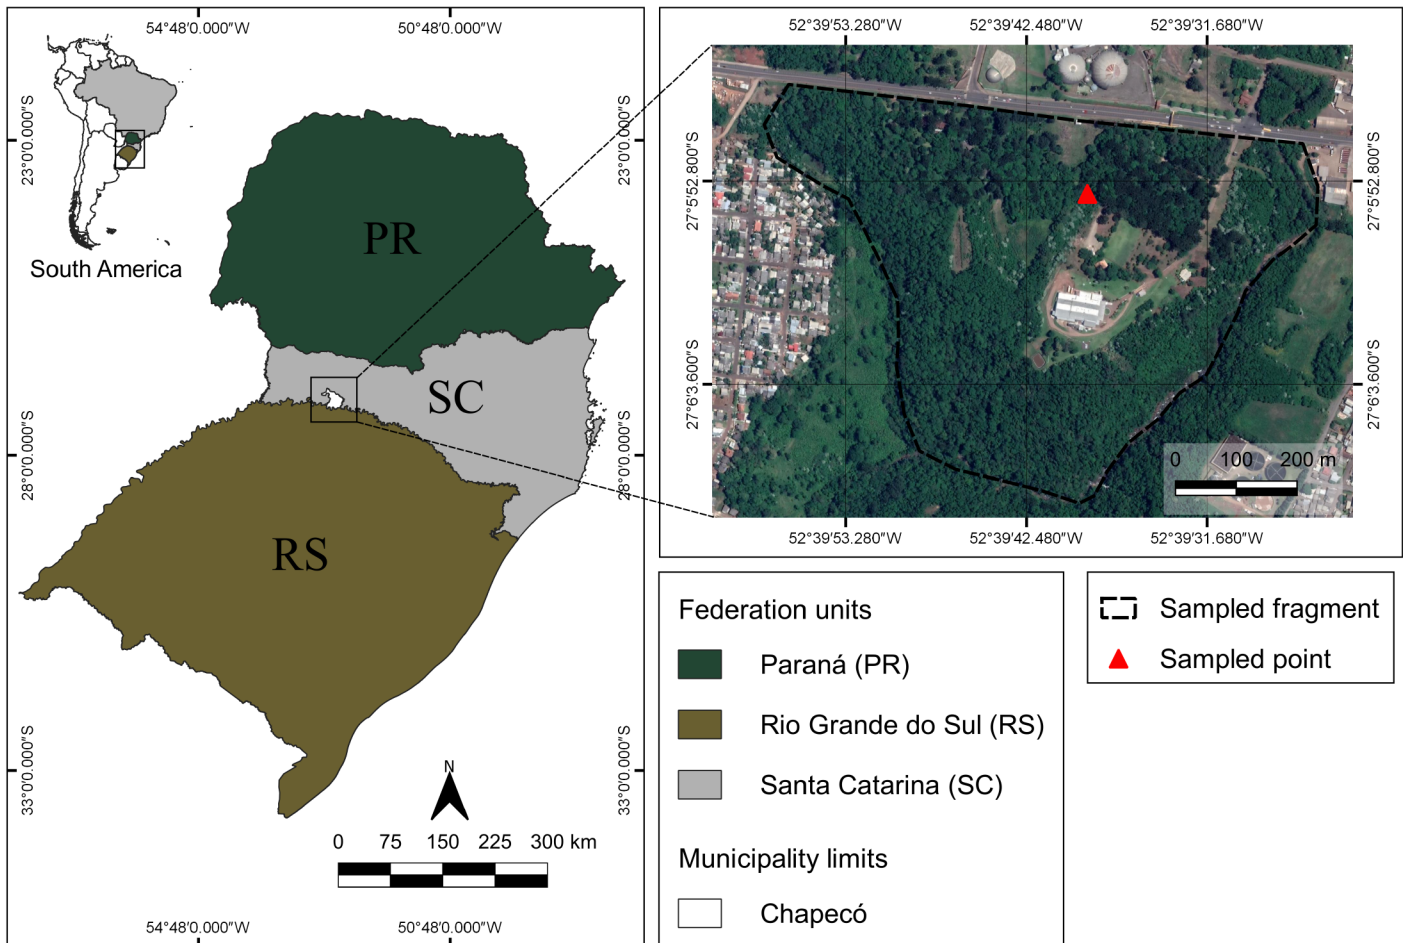 54°48'0.000"W
50°48'0.000"W
23°0'0.000"S
28°0'0.000"S
33°0'0.000"S
South America
PR
SC
RS
N
0 75 150 225 300 km
23°0'0.000"S
28°0'0.000"S
33°0'0.000"S
54°48'0.000"W
50°48'0.000"W
52°39'53.280"W
52°39'42.480"W
52°39'31.680"W
27°5'52.800"S
27°6'3.600"S
27°5'52.800"S
27°6'3.600"S
0 100 200 m
52°39'53.280"W
52°39'42.480"W
52°39'31.680"W
Federation units
Paraná (PR)
Rio Grande do Sul (RS)
Santa Catarina (SC)
Municipality limits
Chapecó
Sampled fragment
Sampled point